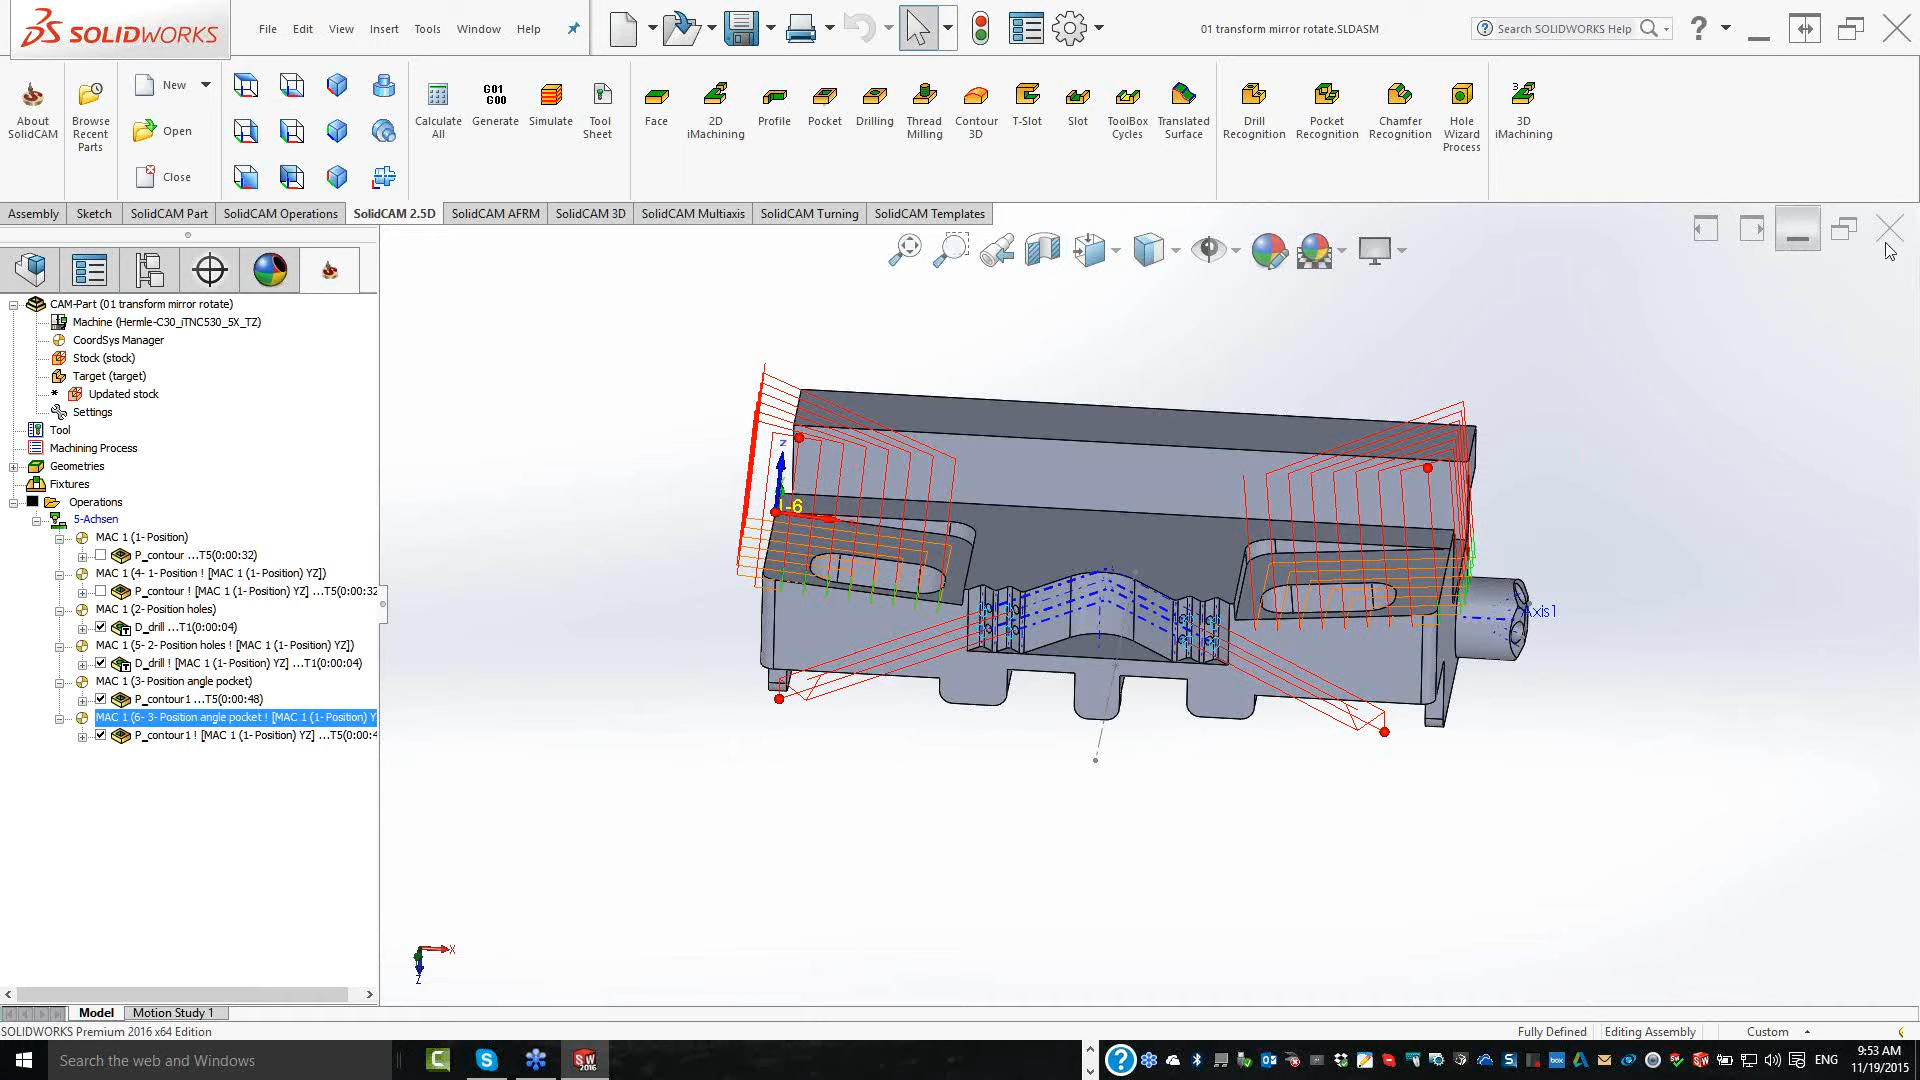 SOLIDWORKS
File Edit View Insert Tools Window Help
01 transform mirror rotate.SLDASM
Search SOLIDWORKS Help
About SolidCAM
Browse Recent Parts
New
Open
Close
Calculate All
G01 G00
Generate
Simulate
Tool Sheet
Face
2D iMachining
Profile
Pocket
Drilling
Thread Milling
Contour 3D
T-Slot
Slot
ToolBox Cycles
Translated Surface
Drill Recognition
Pocket Recognition
Chamfer Recognition
Hole Wizard Process
3D iMachining
Assembly Sketch SolidCAM Part SolidCAM Operations SolidCAM 2.5D SolidCAM AFRM SolidCAM 3D SolidCAM Multiaxis SolidCAM Turning SolidCAM Templates
CAM-Part (01 transform mirror rotate)
Machine (Hermle-C30_iTNC530_5X_TZ)
CoordSys Manager
Stock (stock)
Target (target)
* Updated stock
Settings
Tool
Machining Process
Geometries
Fixtures
Operations
5-Achsen
MAC 1 (1- Position)
P_contour ...T5(0:00:32)
MAC 1 (4- 1- Position ! [MAC 1 (1- Position) YZ])
P_contour ! [MAC 1 (1- Position) YZ] ...T5(0:00:32
MAC 1 (2- Position holes)
D_drill ...T1(0:00:04)
MAC 1 (5- 2- Position holes ! [MAC 1 (1- Position) YZ])
D_drill ! [MAC 1 (1- Position) YZ] ...T1(0:00:04)
MAC 1 (3- Position angle pocket)
P_contour1 ...T5(0:00:48)
MAC 1 (6- 3- Position angle pocket ! [MAC 1 (1- Position) Y
P_contour1 ! [MAC 1 (1- Position) YZ] ...T5(0:00:4
z
1-6
Axis1
X
Z
Model Motion Study 1
SOLIDWORKS Premium 2016 x64 Edition
Fully Defined Editing Assembly Custom
Search the web and Windows
SW 2016
ENG
9:53 AM
11/19/2015